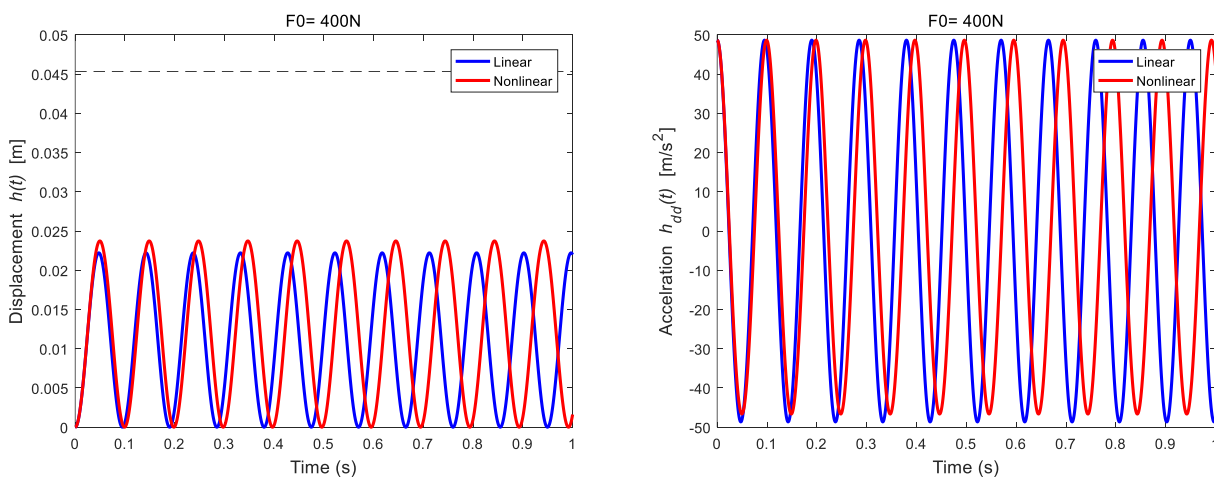 F0= 400N
0.05
0.045
0.04
0.035
0.03
0.025
0.02
0.015
0.01
0.005
0
Displacement h(t) [m]
Linear
Nonlinear
0 0.1 0.2 0.3 0.4 0.5 0.6 0.7 0.8 0.9 1
Time (s)
F0= 400N
50
40
30
20
10
0
-10
-20
-30
-40
-50
Accelration h_dd(t) [m/s^2]
Linear
Nonlinear
0 0.1 0.2 0.3 0.4 0.5 0.6 0.7 0.8 0.9 1
Time (s)